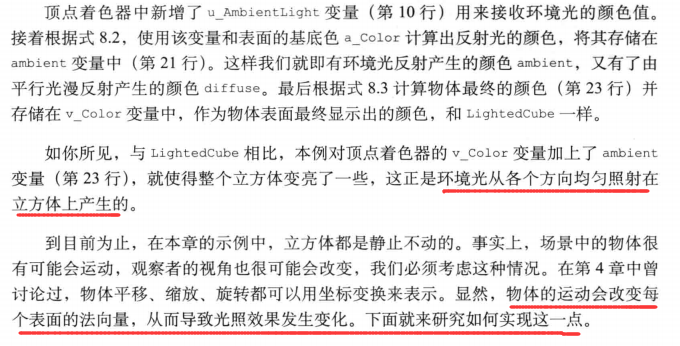 顶点着色器中新增了 u_AmbientLight 变量（第 10 行）用来接收环境光的颜色值。
接着根据式 8.2，使用该变量和表面的基底色 a_Color 计算出反射光的颜色，将其存储在
ambient 变量中（第 21 行）。这样我们就即有环境光反射产生的颜色 ambient，又有了由
平行光漫反射产生的颜色 diffuse。最后根据式 8.3 计算物体最终的颜色（第 23 行）并
存储在 v_Color 变量中，作为物体表面最终显示出的颜色，和 LightedCube 一样。
如你所见，与 LightedCube 相比，本例对顶点着色器的 v_Color 变量加上了 ambient
变量（第 23 行），就使得整个立方体变亮了一些，这正是环境光从各个方向均匀照射在
立方体上产生的。
到目前为止，在本章的示例中，立方体都是静止不动的。事实上，场景中的物体很
有可能会运动，观察者的视角也很可能会改变，我们必须考虑这种情况。在第 4 章中曾
讨论过，物体平移、缩放、旋转都可以用坐标变换来表示。显然，物体的运动会改变每
个表面的法向量，从而导致光照效果发生变化。下面就来研究如何实现这一点。